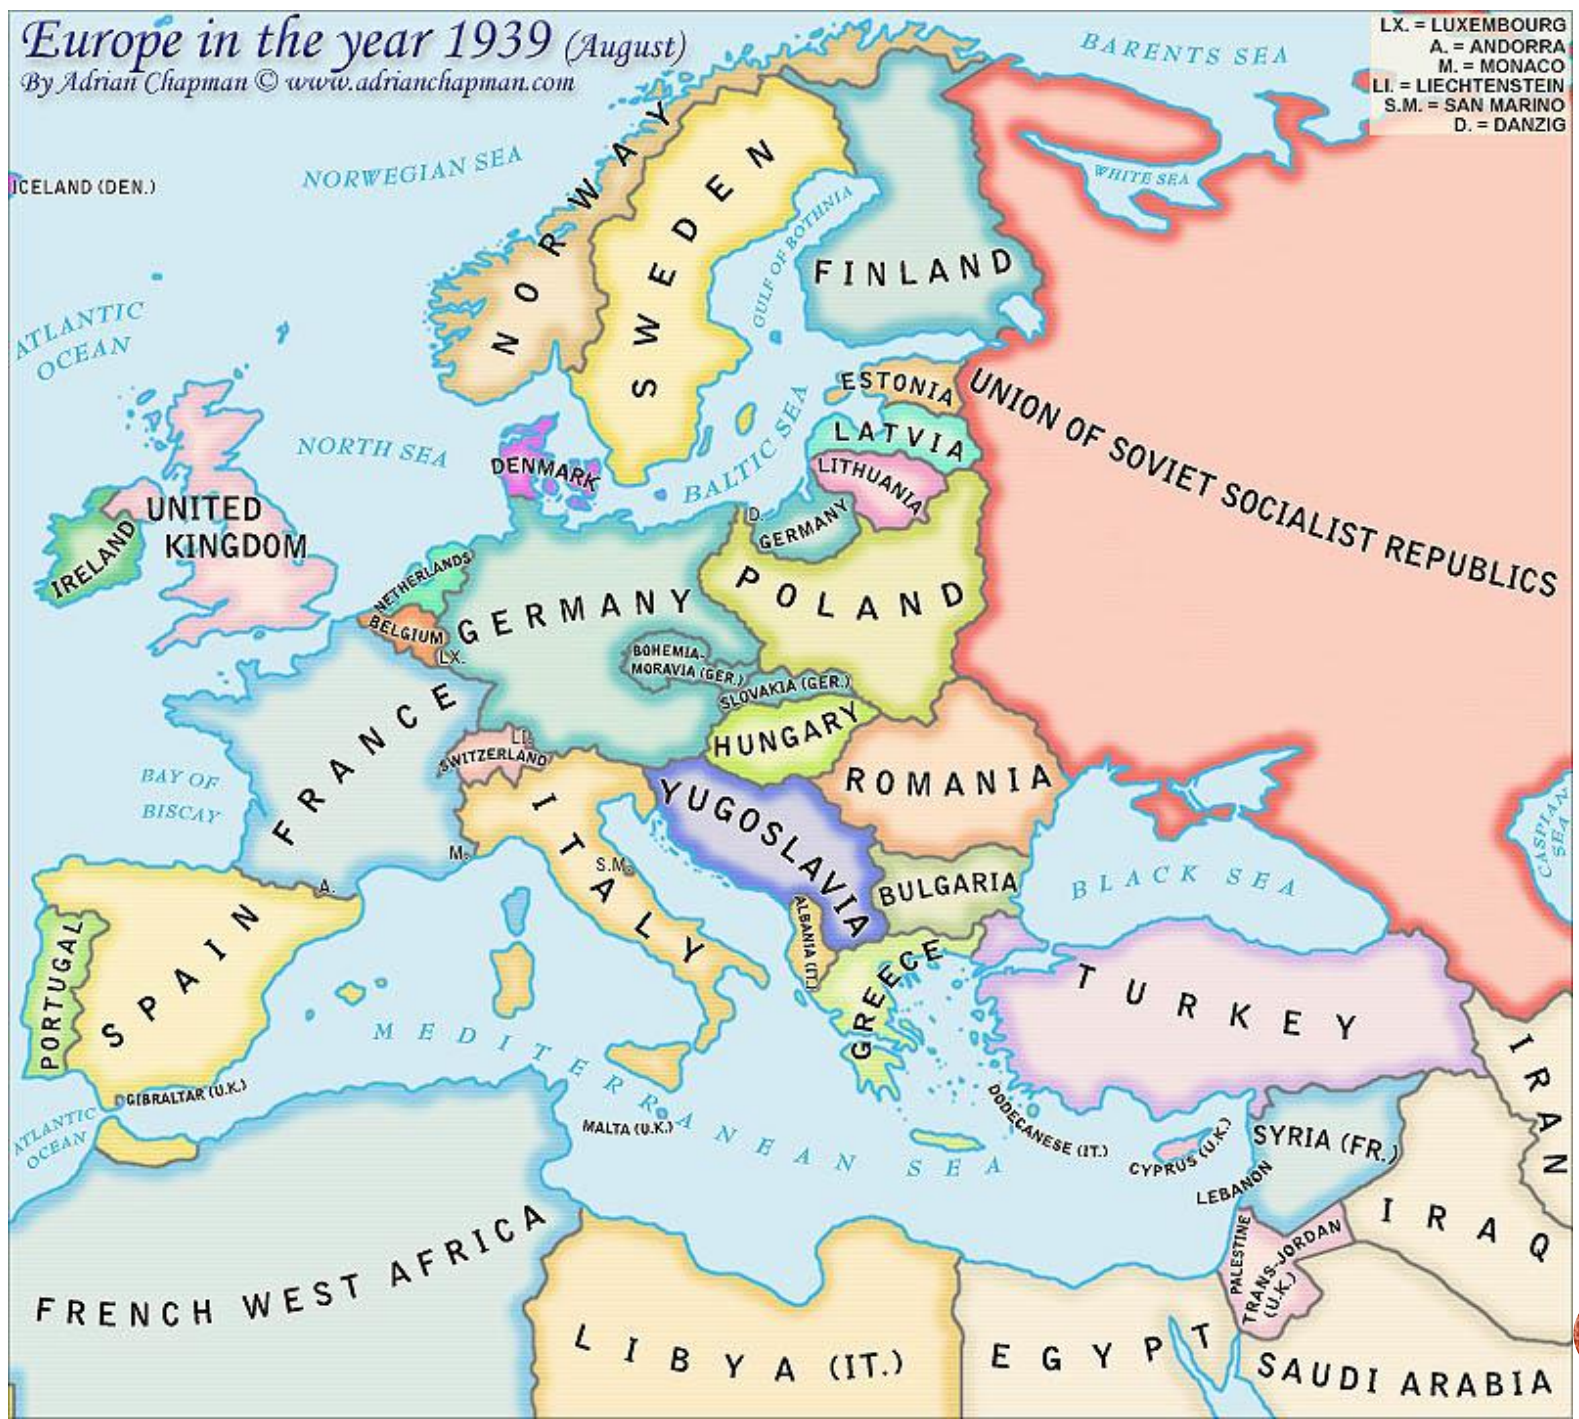 Europe in the year 1939 (August)
By Adrian Chapman © www.adrianchapman.com
LX. = LUXEMBOURG
A. = ANDORRA
M. = MONACO
LI. = LIECHTENSTEIN
S.M. = SAN MARINO
D. = DANZIG
BARENTS SEA
NORWEGIAN SEA
ICELAND (DEN.)
WHITE SEA
NORWAY
SWEDEN
FINLAND
GULF OF BOTHNIA
ATLANTIC
OCEAN
ESTONIA
UNION OF SOVIET SOCIALIST REPUBLICS
LATVIA
NORTH SEA
DENMARK
BALTIC SEA
LITHUANIA
UNITED
KINGDOM
IRELAND
D.
GERMANY
NETHERLANDS
BELGIUM
LX.
GERMANY
POLAND
BOHEMIA-
MORAVIA (GER.)
SLOVAKIA (GER.)
FRANCE
LI.
SWITZERLAND
HUNGARY
ROMANIA
BAY OF
BISCAY
ITALY
YUGOSLAVIA
CASPIAN
SEA
M.
S.M.
A.
BULGARIA
BLACK SEA
ALBANIA (IT.)
SPAIN
PORTUGAL
GREECE
TURKEY
MEDITERRANEAN SEA
IRAN
GIBRALTAR (U.K.)
ATLANTIC
OCEAN
MALTA (U.K.)
DODECANESE (IT.)
CYPRUS (U.K.)
SYRIA (FR.)
LEBANON
IRAQ
PALESTINE
TRANS-JORDAN
(U.K.)
FRENCH WEST AFRICA
LIBYA (IT.)
EGYPT
SAUDI ARABIA